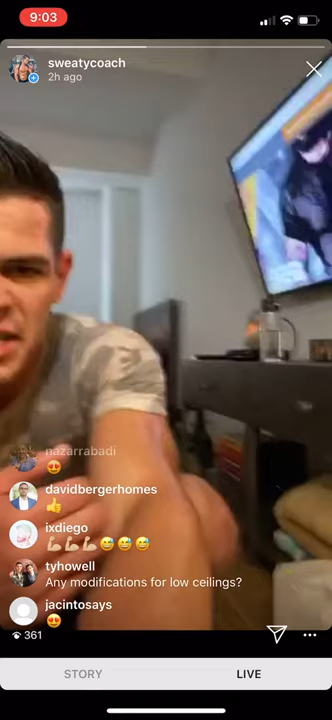 9:03
sweatycoach
2h ago
nazarrabadi
davidbergerhomes
ixdiego
tyhowell
Any modifications for low ceilings?
jacintosays
361
STORY
LIVE